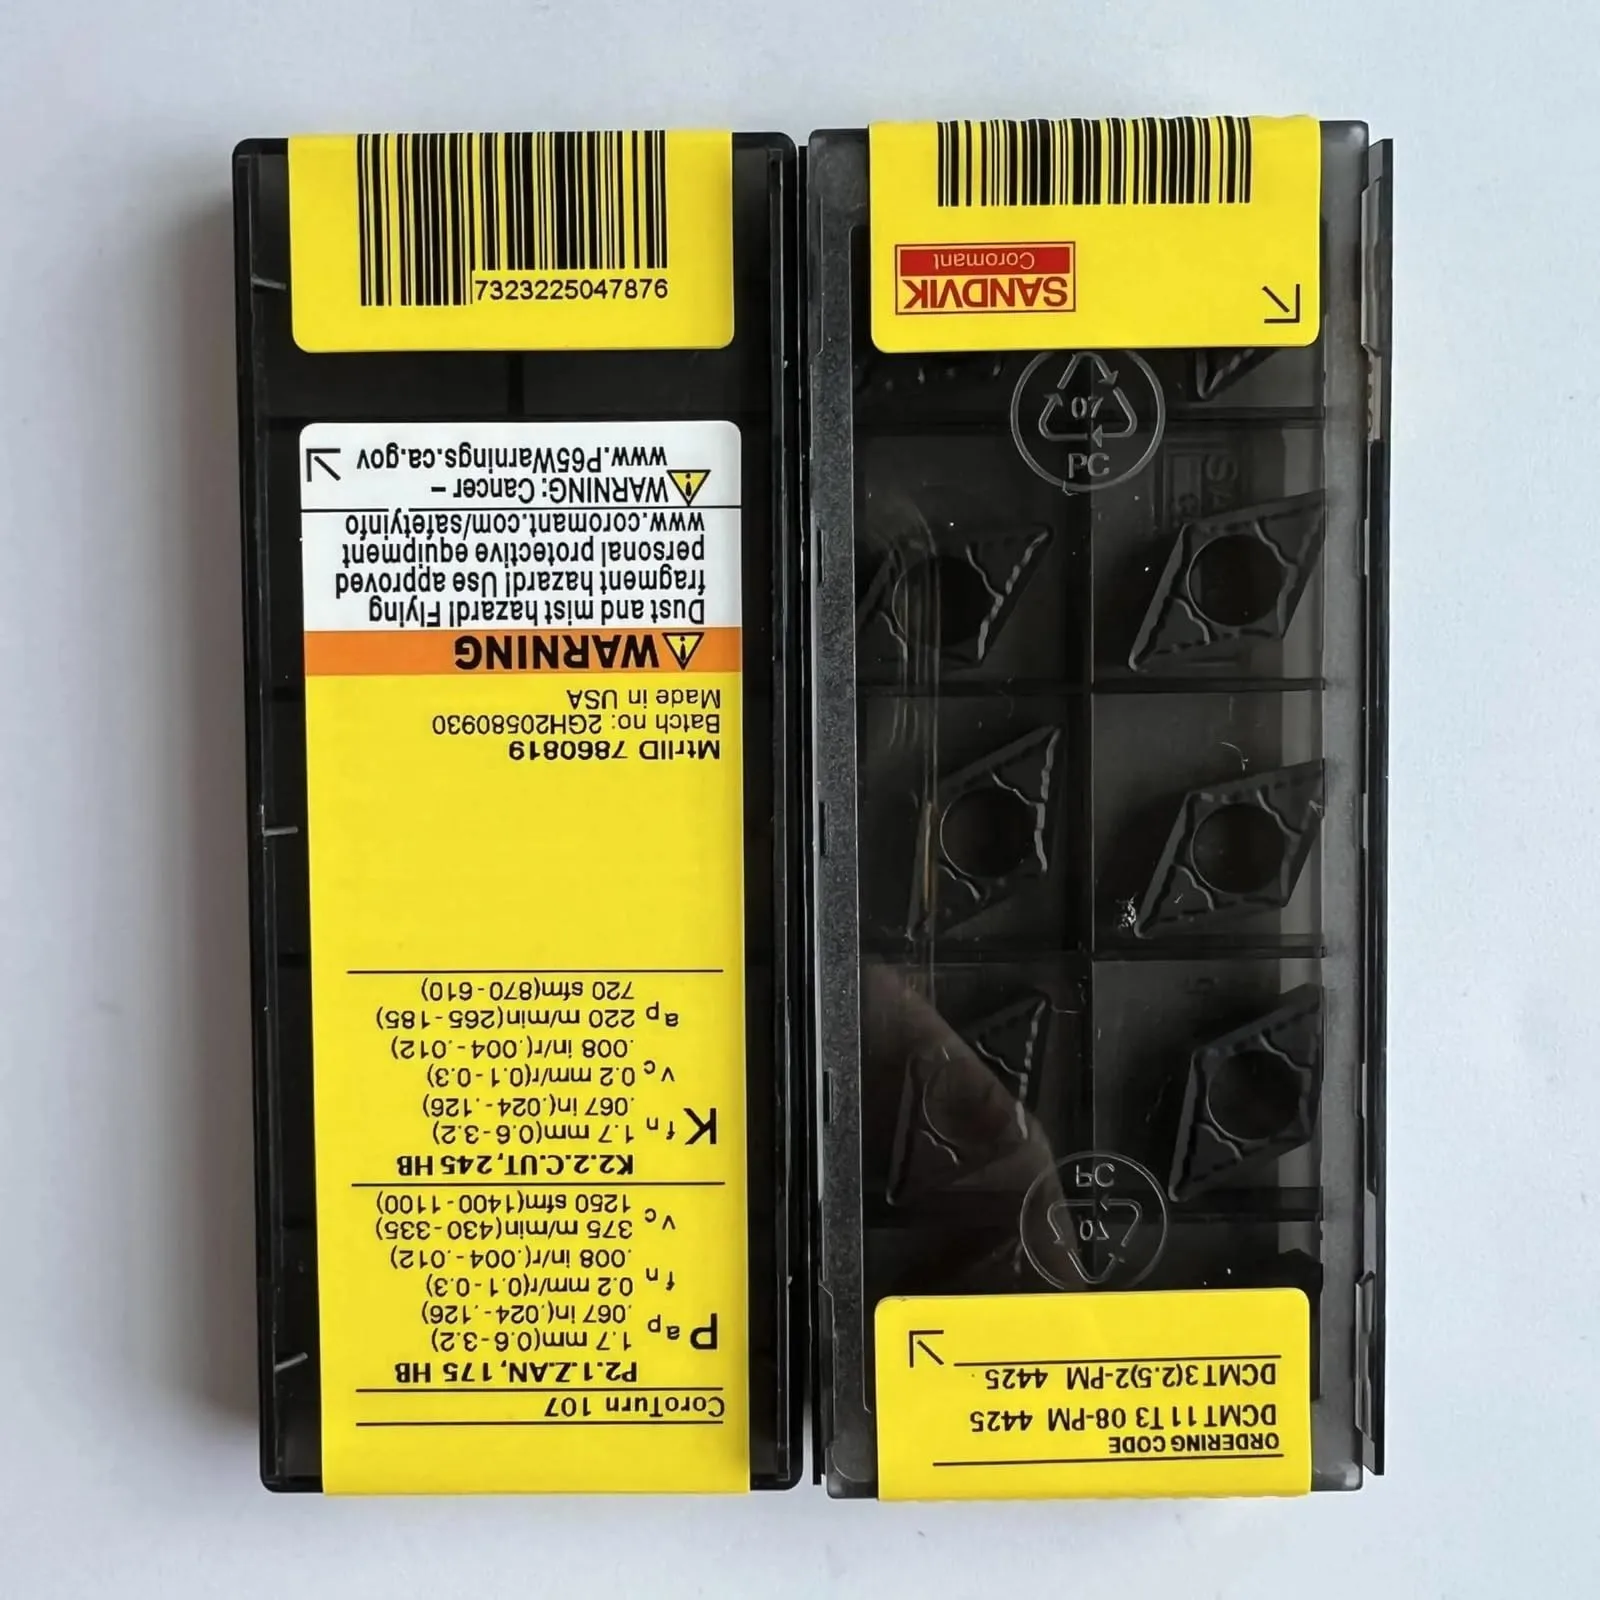 CoroTurn 107
P2.1.Z.AN, 175 HB
P ap 1.7 mm(0.6-3.2)
.067 in(.024-.126)
fn 0.2 mm/r(0.1-0.3)
.008 in/r(.004-.012)
vc 375 m/min(430-335)
1250 sfm(1400-1100)
K2.2.C.UT, 245 HB
K fn 1.7 mm(0.6-3.2)
.067 in(.024-.126)
vc 0.2 mm/r(0.1-0.3)
.008 in/r(.004-.012)
ap 220 m/min(265-185)
720 sfm(870-610)
MtrlID 7860819
Batch no: 2GH20580930
Made in USA
WARNING
Dust and mist hazard! Flying
fragment hazard! Use approved
personal protective equipment
www.coromant.com/safetyinfo
WARNING: Cancer –
www.P65Warnings.ca.gov
7323225047876
ORDERING CODE
DCMT 11 T3 08-PM 4425
DCMT 3(2.5)2-PM 4425
07
PC
07
PC
SANDVIK
Coromant